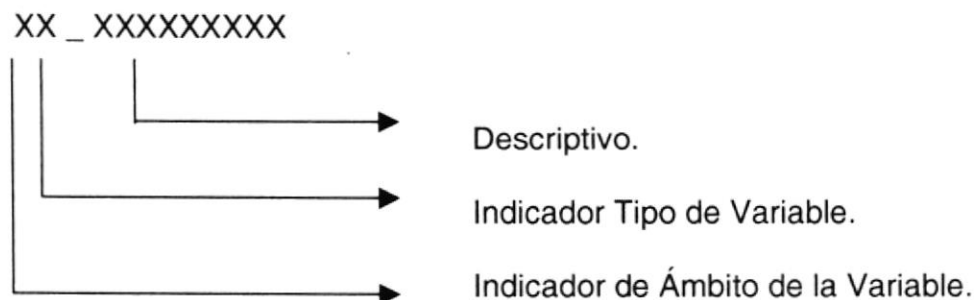 XX _ XXXXXXXXX
Descriptivo.
Indicador Tipo de Variable.
Indicador de Ámbito de la Variable.